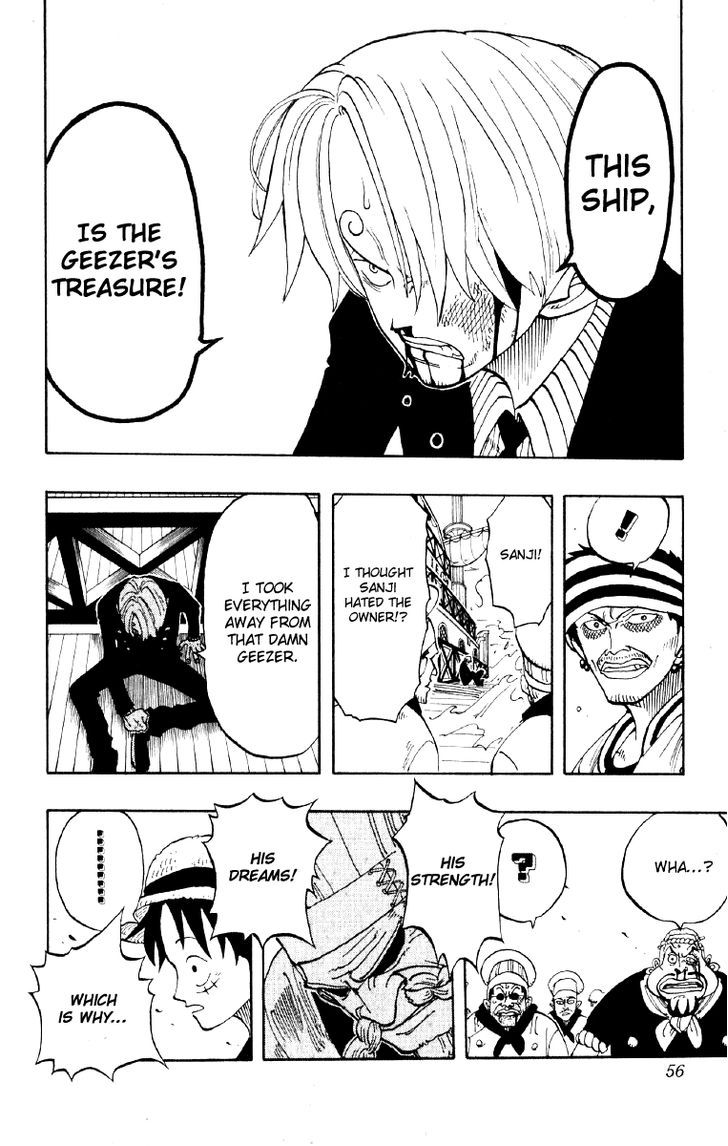 THIS
SHIP,
IS THE
GEEZER'S
TREASURE!
!
SANJI!
I THOUGHT
SANJI
HATED THE
OWNER!?
I TOOK
EVERYTHING
AWAY FROM
THAT DAMN
GEEZER.
WHA...?
?
HIS
STRENGTH!
HIS
DREAMS!
.........
WHICH
IS WHY...
56